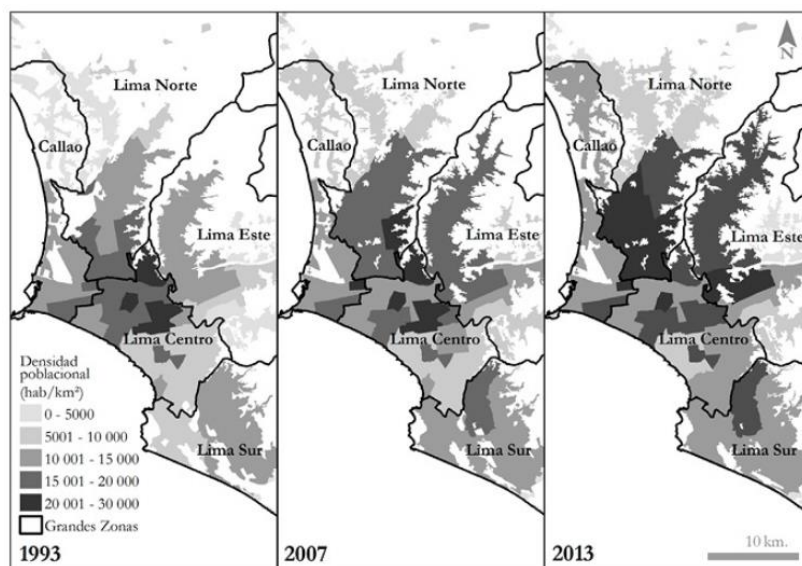 Lima Norte
Callao
Lima Este
Lima Centro
Lima Sur
Densidad
poblacional
(hab/km²)
0 - 5000
5001 - 10 000
10 001 - 15 000
15 001 - 20 000
20 001 - 30 000
Grandes Zonas
1993
Lima Norte
Callao
Lima Este
Lima Centro
Lima Sur
2007
N
Lima Norte
Callao
Lima Este
Lima Centro
Lima Sur
10 km.
2013